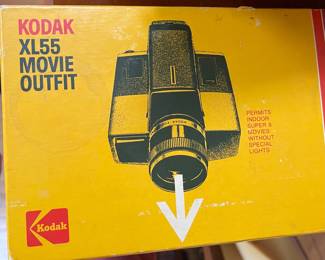 KODAK
XL55
MOVIE
OUTFIT
PERMITS
INDOOR
SUPER 8
MOVIES
WITHOUT
SPECIAL
LIGHTS
Kodak